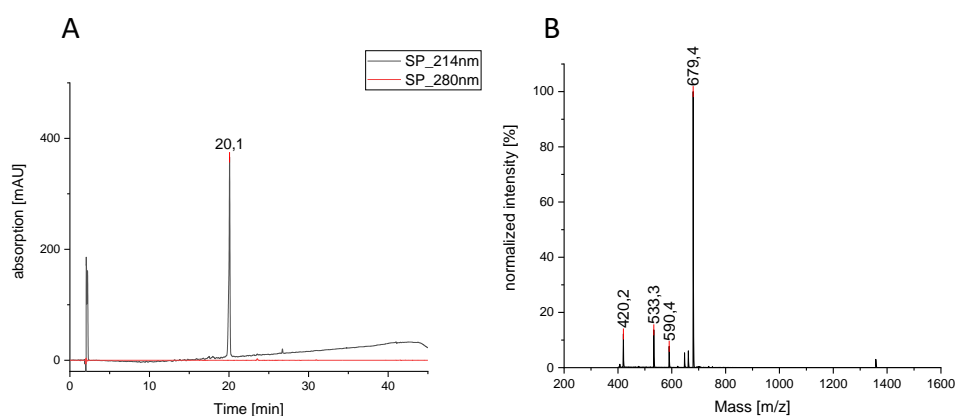 A
SP_214nm
SP_280nm
20,1
400
200
0
absorption [mAU]
0 10 20 30 40
Time [min]
B
679,4
100
80
60
40
20
0
normalized intensity [%]
420,2
533,3
590,4
200 400 600 800 1000 1200 1400 1600
Mass [m/z]